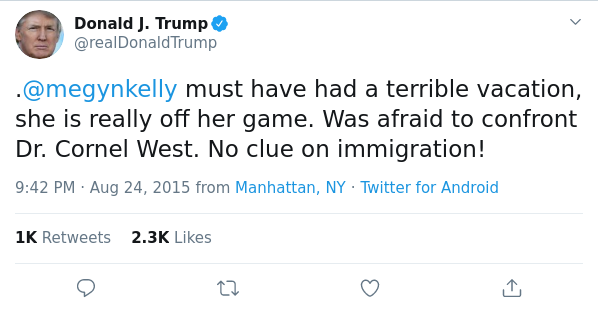 Donald J. Trump
@realDonaldTrump
.@megynkelly must have had a terrible vacation,
she is really off her game. Was afraid to confront
Dr. Cornel West. No clue on immigration!
9:42 PM · Aug 24, 2015 from Manhattan, NY · Twitter for Android
1K Retweets 2.3K Likes